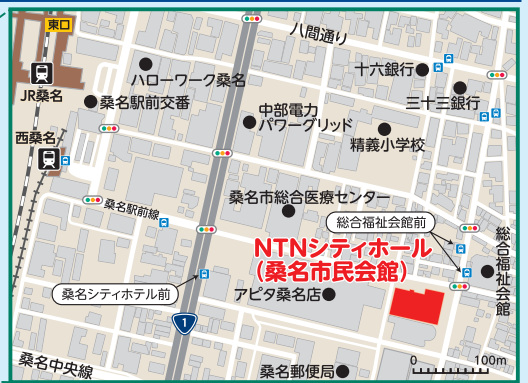 東口
八間通り
ハローワーク桑名
十六銀行
JR桑名
桑名駅前交番
中部電力
パワーグリッド
三十三銀行
精義小学校
西桑名
桑名市総合医療センター
桑名駅前線
総合福祉会館前
NTNシティホール
(桑名市民会館)
総合福祉会館
桑名シティホテル前
アピタ桑名店
1
桑名中央線
桑名郵便局
0 100m